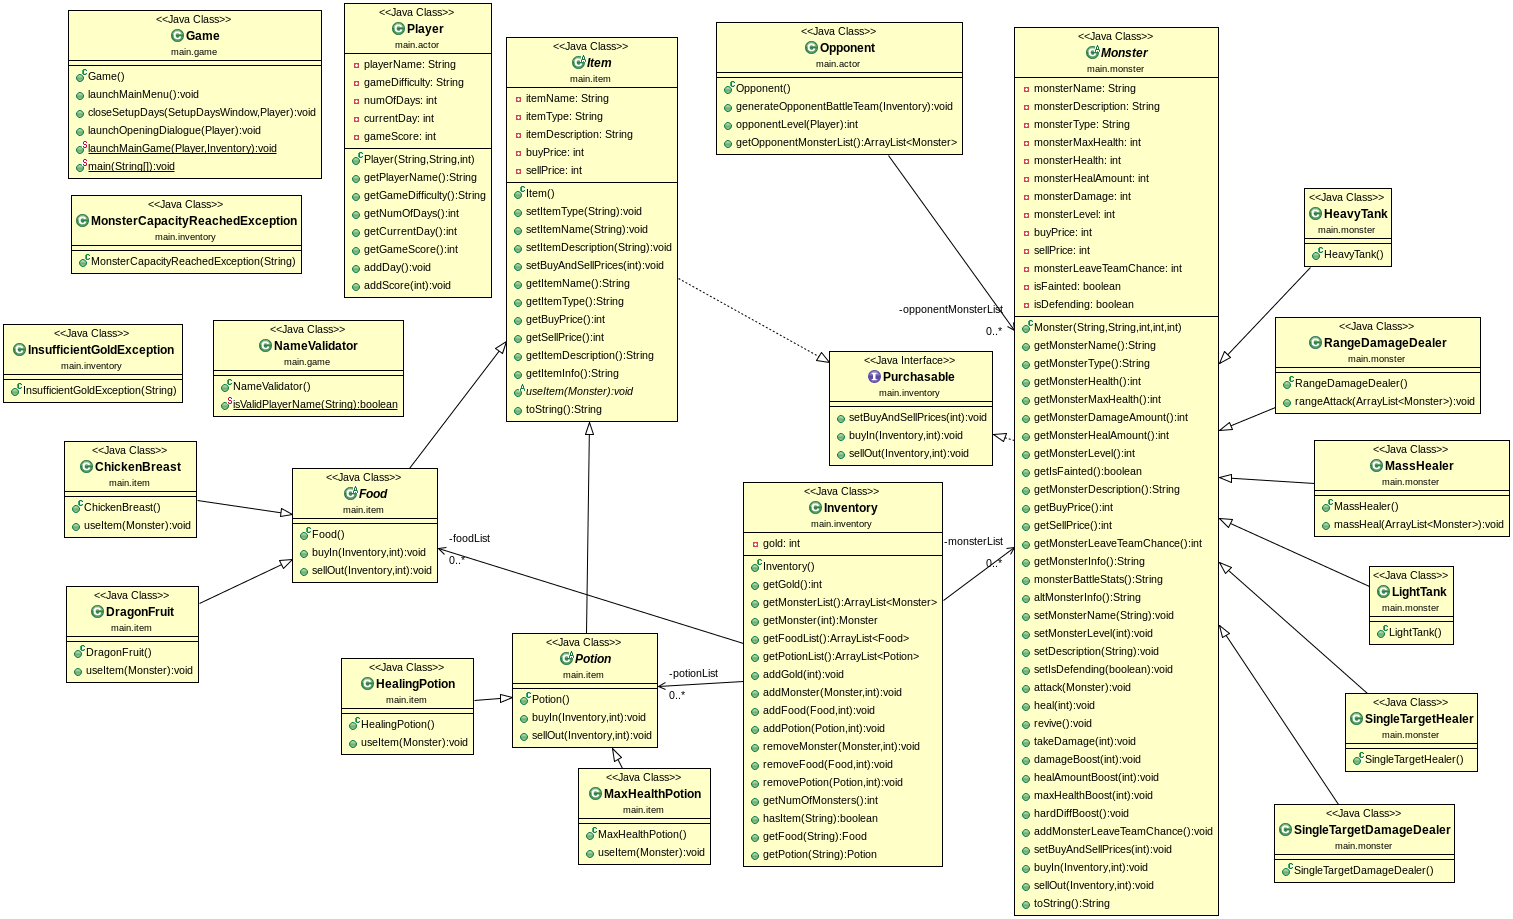 <<Java Class>>
Game
main.game
Game()
launchMainMenu():void
closeSetupDays(SetupDaysWindow,Player):void
launchOpeningDialogue(Player):void
launchMainGame(Player,Inventory):void
main(String[]):void
<<Java Class>>
MonsterCapacityReachedException
main.inventory
MonsterCapacityReachedException(String)
<<Java Class>>
InsufficientGoldException
main.inventory
InsufficientGoldException(String)
<<Java Class>>
NameValidator
main.game
NameValidator()
isValidPlayerName(String):boolean
<<Java Class>>
Player
main.actor
playerName: String
gameDifficulty: String
numOfDays: int
currentDay: int
gameScore: int
Player(String,String,int)
getPlayerName():String
getGameDifficulty():String
getNumOfDays():int
getCurrentDay():int
getGameScore():int
addDay():void
addScore(int):void
<<Java Class>>
Item
main.item
itemName: String
itemType: String
itemDescription: String
buyPrice: int
sellPrice: int
Item()
setItemType(String):void
setItemName(String):void
setItemDescription(String):void
setBuyAndSellPrices(int):void
getItemName():String
getItemType():String
getBuyPrice():int
getSellPrice():int
getItemDescription():String
getItemInfo():String
useItem(Monster):void
toString():String
<<Java Class>>
Opponent
main.actor
Opponent()
generateOpponentBattleTeam(Inventory):void
opponentLevel(Player):int
getOpponentMonsterList():ArrayList<Monster>
-opponentMonsterList
0..*
<<Java Interface>>
Purchasable
main.inventory
setBuyAndSellPrices(int):void
buyIn(Inventory,int):void
sellOut(Inventory,int):void
<<Java Class>>
ChickenBreast
main.item
ChickenBreast()
useItem(Monster):void
<<Java Class>>
DragonFruit
main.item
DragonFruit()
useItem(Monster):void
<<Java Class>>
Food
main.item
Food()
buyIn(Inventory,int):void
sellOut(Inventory,int):void
-foodList
0..*
<<Java Class>>
HealingPotion
main.item
HealingPotion()
useItem(Monster):void
<<Java Class>>
Potion
main.item
Potion()
buyIn(Inventory,int):void
sellOut(Inventory,int):void
-potionList
0..*
<<Java Class>>
MaxHealthPotion
main.item
MaxHealthPotion()
useItem(Monster):void
<<Java Class>>
Inventory
main.inventory
gold: int
Inventory()
getGold():int
getMonsterList():ArrayList<Monster>
getMonster(int):Monster
getFoodList():ArrayList<Food>
getPotionList():ArrayList<Potion>
addGold(int):void
addMonster(Monster,int):void
addFood(Food,int):void
addPotion(Potion,int):void
removeMonster(Monster,int):void
removeFood(Food,int):void
removePotion(Potion,int):void
getNumOfMonsters():int
hasItem(String):boolean
getFood(String):Food
getPotion(String):Potion
-monsterList
0..*
<<Java Class>>
Monster
main.monster
monsterName: String
monsterDescription: String
monsterType: String
monsterMaxHealth: int
monsterHealth: int
monsterHealAmount: int
monsterDamage: int
monsterLevel: int
buyPrice: int
sellPrice: int
monsterLeaveTeamChance: int
isFainted: boolean
isDefending: boolean
Monster(String,String,int,int,int)
getMonsterName():String
getMonsterType():String
getMonsterHealth():int
getMonsterMaxHealth():int
getMonsterDamageAmount():int
getMonsterHealAmount():int
getMonsterLevel():int
getIsFainted():boolean
getMonsterDescription():String
getBuyPrice():int
getSellPrice():int
getMonsterLeaveTeamChance():int
getMonsterInfo():String
monsterBattleStats():String
altMonsterInfo():String
setMonsterName(String):void
setMonsterLevel(int):void
setDescription(String):void
setIsDefending(boolean):void
attack(Monster):void
heal(int):void
revive():void
takeDamage(int):void
damageBoost(int):void
healAmountBoost(int):void
maxHealthBoost(int):void
hardDiffBoost():void
addMonsterLeaveTeamChance():void
setBuyAndSellPrices(int):void
buyIn(Inventory,int):void
sellOut(Inventory,int):void
toString():String
<<Java Class>>
HeavyTank
main.monster
HeavyTank()
<<Java Class>>
RangeDamageDealer
main.monster
RangeDamageDealer()
rangeAttack(ArrayList<Monster>):void
<<Java Class>>
MassHealer
main.monster
MassHealer()
massHeal(ArrayList<Monster>):void
<<Java Class>>
LightTank
main.monster
LightTank()
<<Java Class>>
SingleTargetHealer
main.monster
SingleTargetHealer()
<<Java Class>>
SingleTargetDamageDealer
main.monster
SingleTargetDamageDealer()